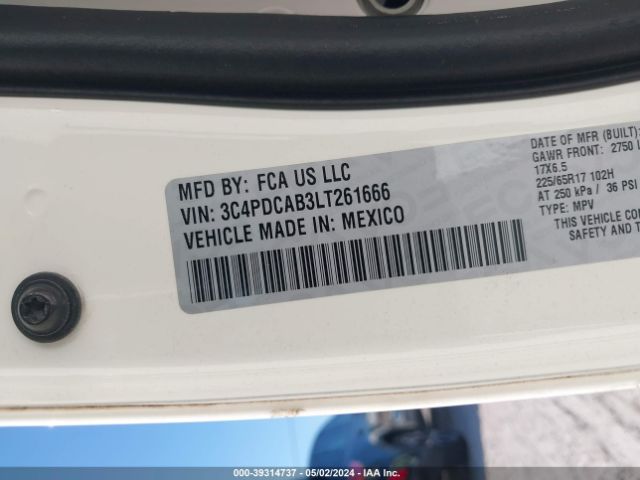 MFD BY: FCA US LLC
VIN: 3C4PDCAB3LT261666
VEHICLE MADE IN: MEXICO
DATE OF MFR (BUILT):
GAWR FRONT: 2750 L
17X6.5
225/65R17 102H
AT 250 kPa / 36 PSI
TYPE: MPV
THIS VEHICLE CON
SAFETY AND T
000-39314737 - 05/02/2024 - IAA Inc.